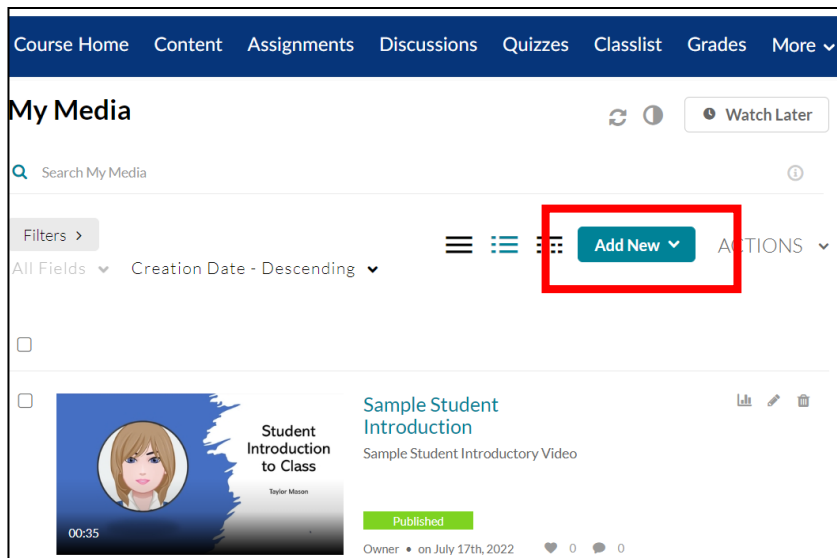 Course Home Content Assignments Discussions Quizzes Classlist Grades More
My Media
Watch Later
Search My Media
Filters
Add New
ACTIONS
All Fields
Creation Date - Descending
Student
Introduction
to Class
Taylor Mason
00:35
Sample Student
Introduction
Sample Student Introductory Video
Published
Owner • on July 17th, 2022 0 0